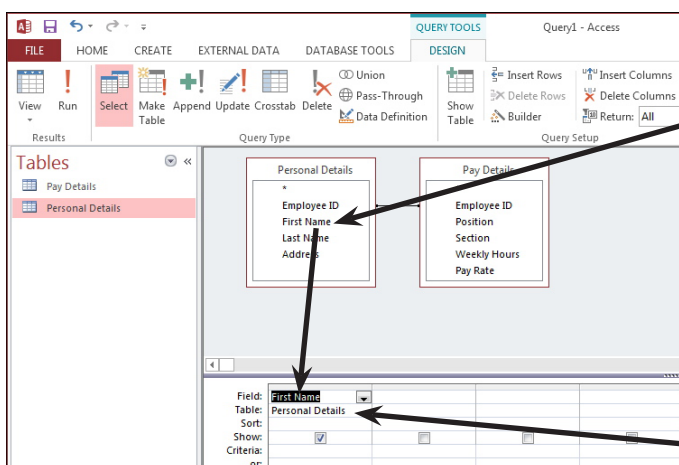 QUERY TOOLS
Query1 - Access
FILE HOME CREATE EXTERNAL DATA DATABASE TOOLS DESIGN
View
Run
Select
Make Table
Append
Update
Crosstab
Delete
Union
Pass-Through
Data Definition
Show Table
Insert Rows
Delete Rows
Builder
Insert Columns
Delete Columns
Return: All
Results
Query Type
Query Setup
Tables
Pay Details
Personal Details
Personal Details
*
Employee ID
First Name
Last Name
Address
Pay Details
Employee ID
Position
Section
Weekly Hours
Pay Rate
Field: First Name
Table: Personal Details
Sort:
Show:
Criteria:
or: